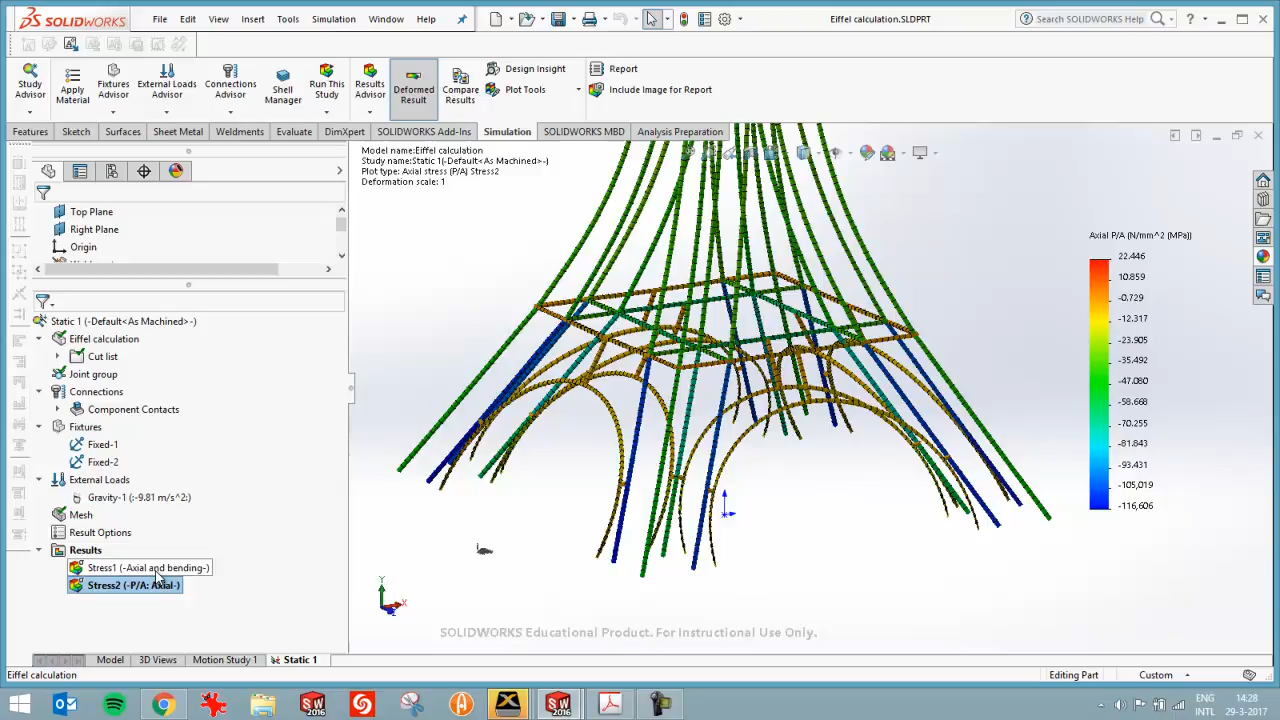 SOLIDWORKS
File Edit View Insert Tools Simulation Window Help
Eiffel calculation.SLDPRT
Search SOLIDWORKS Help
Study Advisor
Apply Material
Fixtures Advisor
External Loads Advisor
Connections Advisor
Shell Manager
Run This Study
Results Advisor
Deformed Result
Compare Results
Design Insight
Plot Tools
Report
Include Image for Report
Features Sketch Surfaces Sheet Metal Weldments Evaluate DimXpert SOLIDWORKS Add-Ins Simulation SOLIDWORKS MBD Analysis Preparation
Top Plane
Right Plane
Origin
Static 1 (-Default<As Machined>-)
Eiffel calculation
Cut list
Joint group
Connections
Component Contacts
Fixtures
Fixed-1
Fixed-2
External Loads
Gravity-1 (:-9.81 m/s^2:)
Mesh
Result Options
Results
Stress1 (-Axial and bending-)
Stress2 (-P/A: Axial-)
Model name:Eiffel calculation
Study name:Static 1(-Default<As Machined>-)
Plot type: Axial stress (P/A) Stress2
Deformation scale: 1
Axial P/A (N/mm^2 (MPa))
22.446
10.859
-0.729
-12.317
-23.905
-35.492
-47.080
-58.668
-70.255
-81.843
-93.431
-105,019
-116,606
Y
X
Z
SOLIDWORKS Educational Product. For Instructional Use Only.
Model 3D Views Motion Study 1 Static 1
Eiffel calculation
Editing Part
Custom
SW 2016
SW 2016
ENG
INTL
14:28
29-3-2017